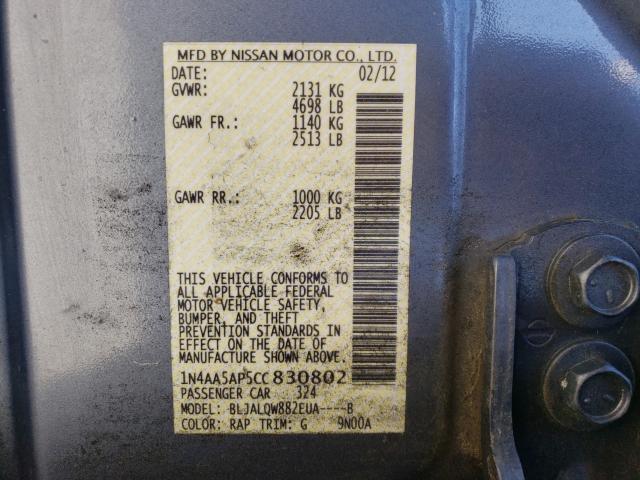 MFD BY NISSAN MOTOR CO., LTD.
DATE: 02/12
GVWR: 2131 KG
4698 LB
GAWR FR.: 1140 KG
2513 LB
GAWR RR.: 1000 KG
2205 LB
THIS VEHICLE CONFORMS TO
ALL APPLICABLE FEDERAL
MOTOR VEHICLE SAFETY,
BUMPER, AND THEFT
PREVENTION STANDARDS IN
EFFECT ON THE DATE OF
MANUFACTURE SHOWN ABOVE.
1N4AA5AP5CC830802
PASSENGER CAR 324
MODEL: BLJALQW882EUA----B
COLOR: RAP TRIM: G 9N00A